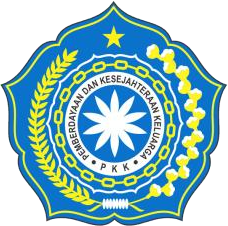 PEMBERDAYAAN DAN KESEJAHTERAAN KELUARGA
• P K K •